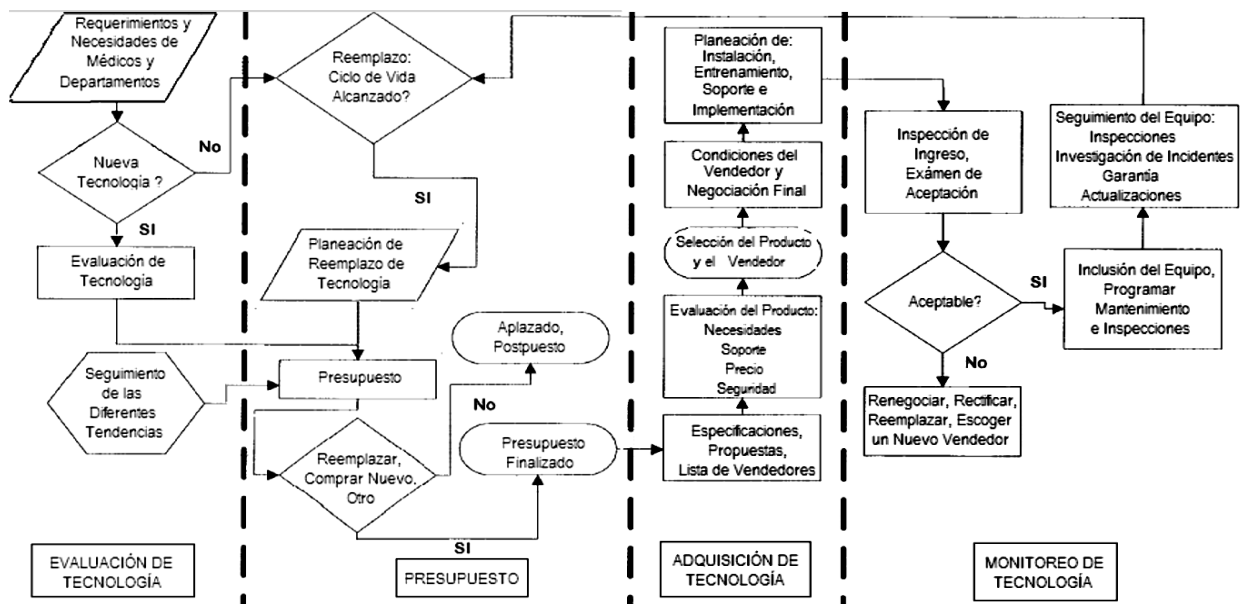 Requerimientos y
Necesidades de
Médicos y
Departamentos
Nueva
Tecnología ?
No
SI
Evaluación de
Tecnología
Seguimiento
de las
Diferentes
Tendencias
EVALUACIÓN DE
TECNOLOGÍA
Reemplazo:
Ciclo de Vida
Alcanzado?
SI
Planeación de
Reemplazo de
Tecnología
Presupuesto
Aplazado,
Postpuesto
No
Reemplazar,
Comprar Nuevo,
Otro
SI
Presupuesto
Finalizado
PRESUPUESTO
Planeación de:
Instalación,
Entrenamiento,
Soporte e
Implementación
Condiciones del
Vendedor y
Negociación Final
Selección del Producto
y el Vendedor
Evaluación del Producto:
Necesidades
Soporte
Precio
Seguridad
Especificaciones,
Propuestas,
Lista de Vendedores
ADQUISICIÓN DE
TECNOLOGÍA
Inspección de
Ingreso,
Exámen de
Aceptación
Aceptable?
SI
No
Renegociar, Rectificar,
Reemplazar, Escoger
un Nuevo Vendedor
Seguimiento del Equipo:
Inspecciones
Investigación de Incidentes
Garantía
Actualizaciones
Inclusión del Equipo,
Programar
Mantenimiento
e Inspecciones
MONITOREO DE
TECNOLOGÍA